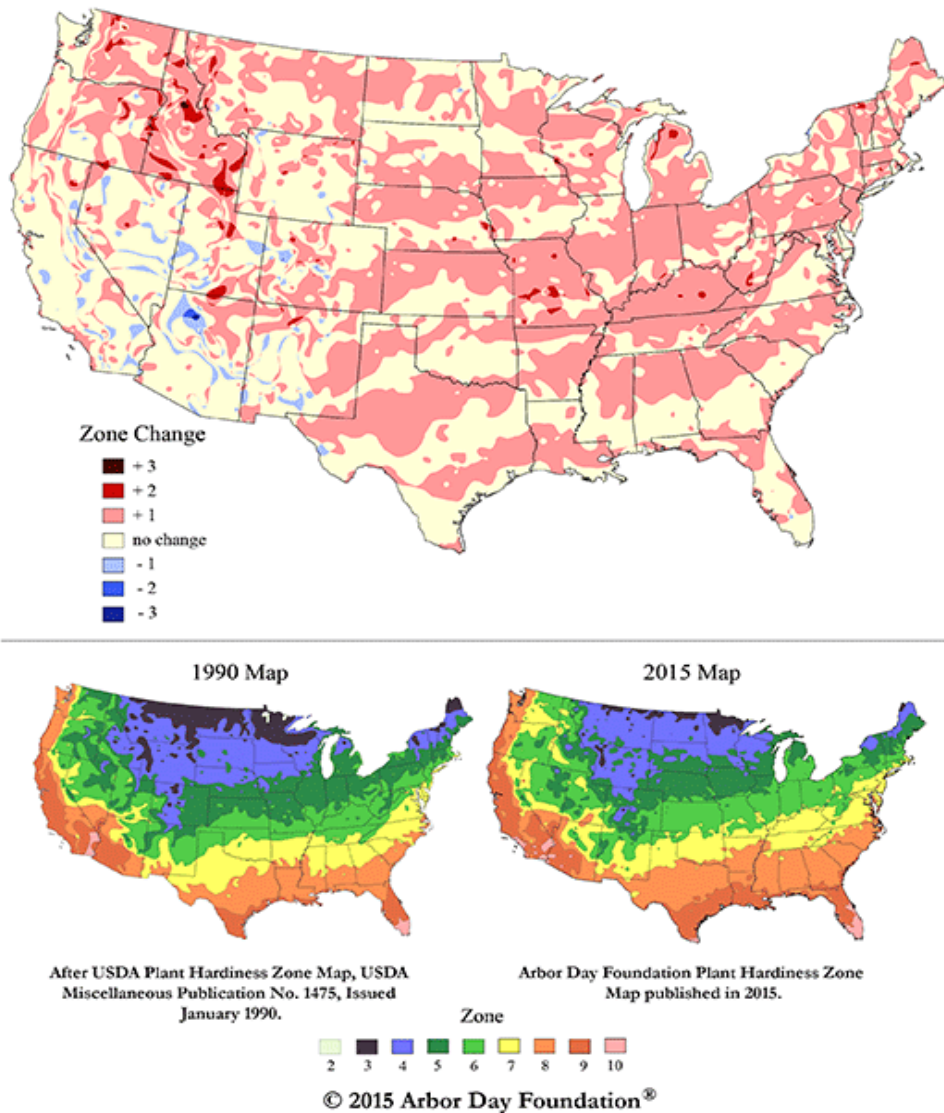 Zone Change
+ 3
+ 2
+ 1
no change
- 1
- 2
- 3
1990 Map
2015 Map
After USDA Plant Hardiness Zone Map, USDA
Miscellaneous Publication No. 1475, Issued
January 1990.
Arbor Day Foundation Plant Hardiness Zone
Map published in 2015.
Zone
2 3 4 5 6 7 8 9 10
© 2015 Arbor Day Foundation®